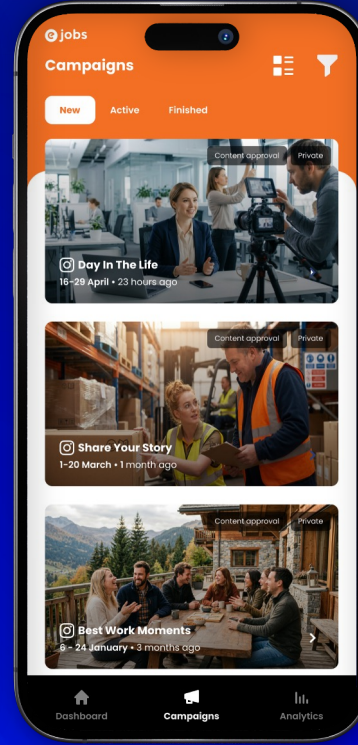 ejobs
Campaigns
New Active Finished
Content approval Private
Day In The Life
16-29 April • 23 hours ago
Content approval Private
Share Your Story
1-20 March • 1 month ago
Content approval Private
Best Work Moments
6 - 24 January • 3 months ago
Dashboard Campaigns Analytics